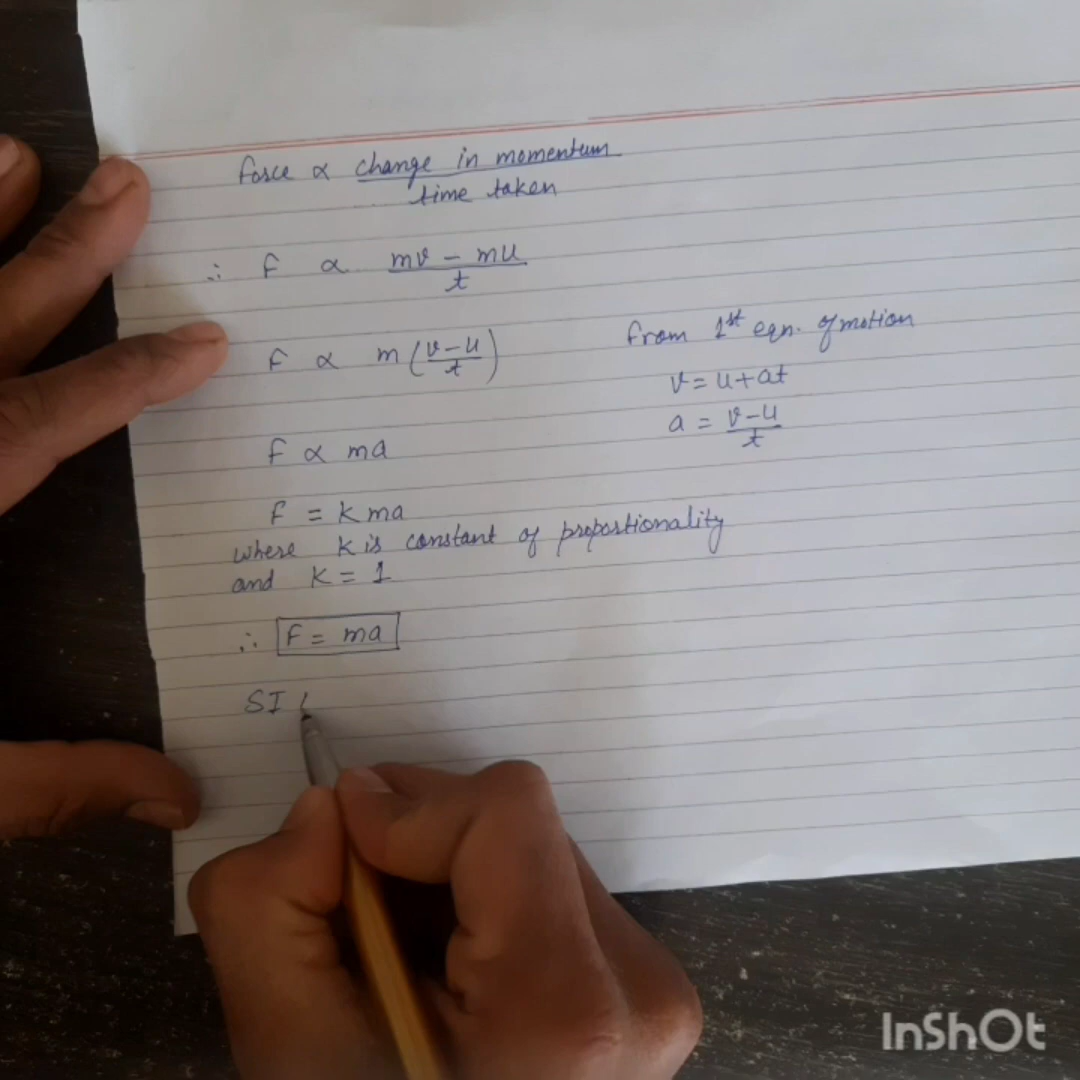 Force ∝ change in momentum
time taken
∴ F ∝ mv - mu
t
F ∝ m (v-u
t)
From 1st eqn. of motion
v = u + at
a = v-u
t
F ∝ ma
F = k ma
where k is constant of proportionality
and k = 1
∴ F = ma
SI
InShOt